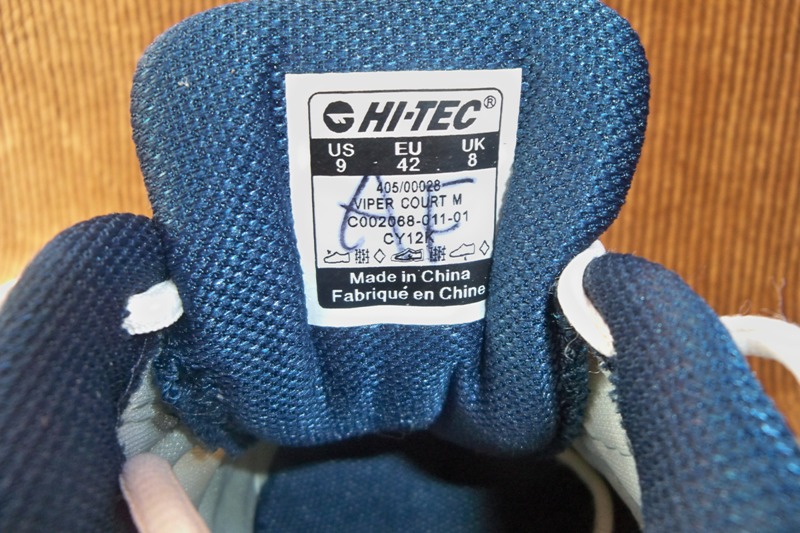 HI-TEC®
US EU UK
9 42 8
405/00028
VIPER COURT M
C002068-011-01
CY12K
Made in China
Fabriqué en Chine